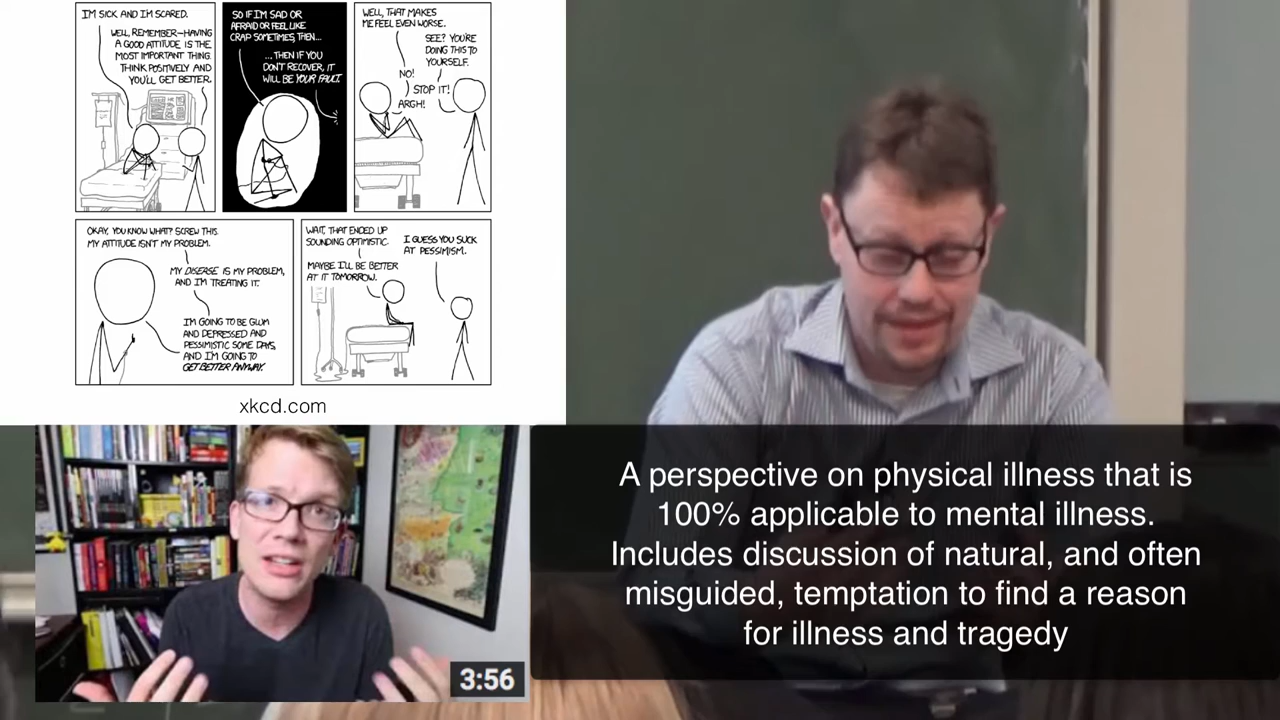 I'M SICK AND I'M SCARED.
WELL, REMEMBER—HAVING
A GOOD ATTITUDE IS THE
MOST IMPORTANT THING.
THINK POSITIVELY AND
YOU'LL GET BETTER.
SO IF I'M SAD OR
AFRAID OR FEEL LIKE
CRAP SOMETIMES, THEN...
...THEN IF YOU
DON'T RECOVER, IT
WILL BE YOUR FAULT.
WELL, THAT MAKES
ME FEEL EVEN WORSE.
SEE? YOU'RE
DOING THIS TO
YOURSELF.
NO!
STOP IT!
ARGH!
OKAY, YOU KNOW WHAT? SCREW THIS.
MY ATTITUDE ISN'T MY PROBLEM.
MY DISEASE IS MY PROBLEM,
AND I'M TREATING IT.
I'M GOING TO BE GLUM
AND DEPRESSED AND
PESSIMISTIC SOME DAYS,
AND I'M GOING TO
GET BETTER ANYWAY.
WAIT, THAT ENDED UP
SOUNDING OPTIMISTIC.
MAYBE I'LL BE BETTER
AT IT TOMORROW.
I GUESS YOU SUCK
AT PESSIMISM.
xkcd.com
3:56
A perspective on physical illness that is
100% applicable to mental illness.
Includes discussion of natural, and often
misguided, temptation to find a reason
for illness and tragedy